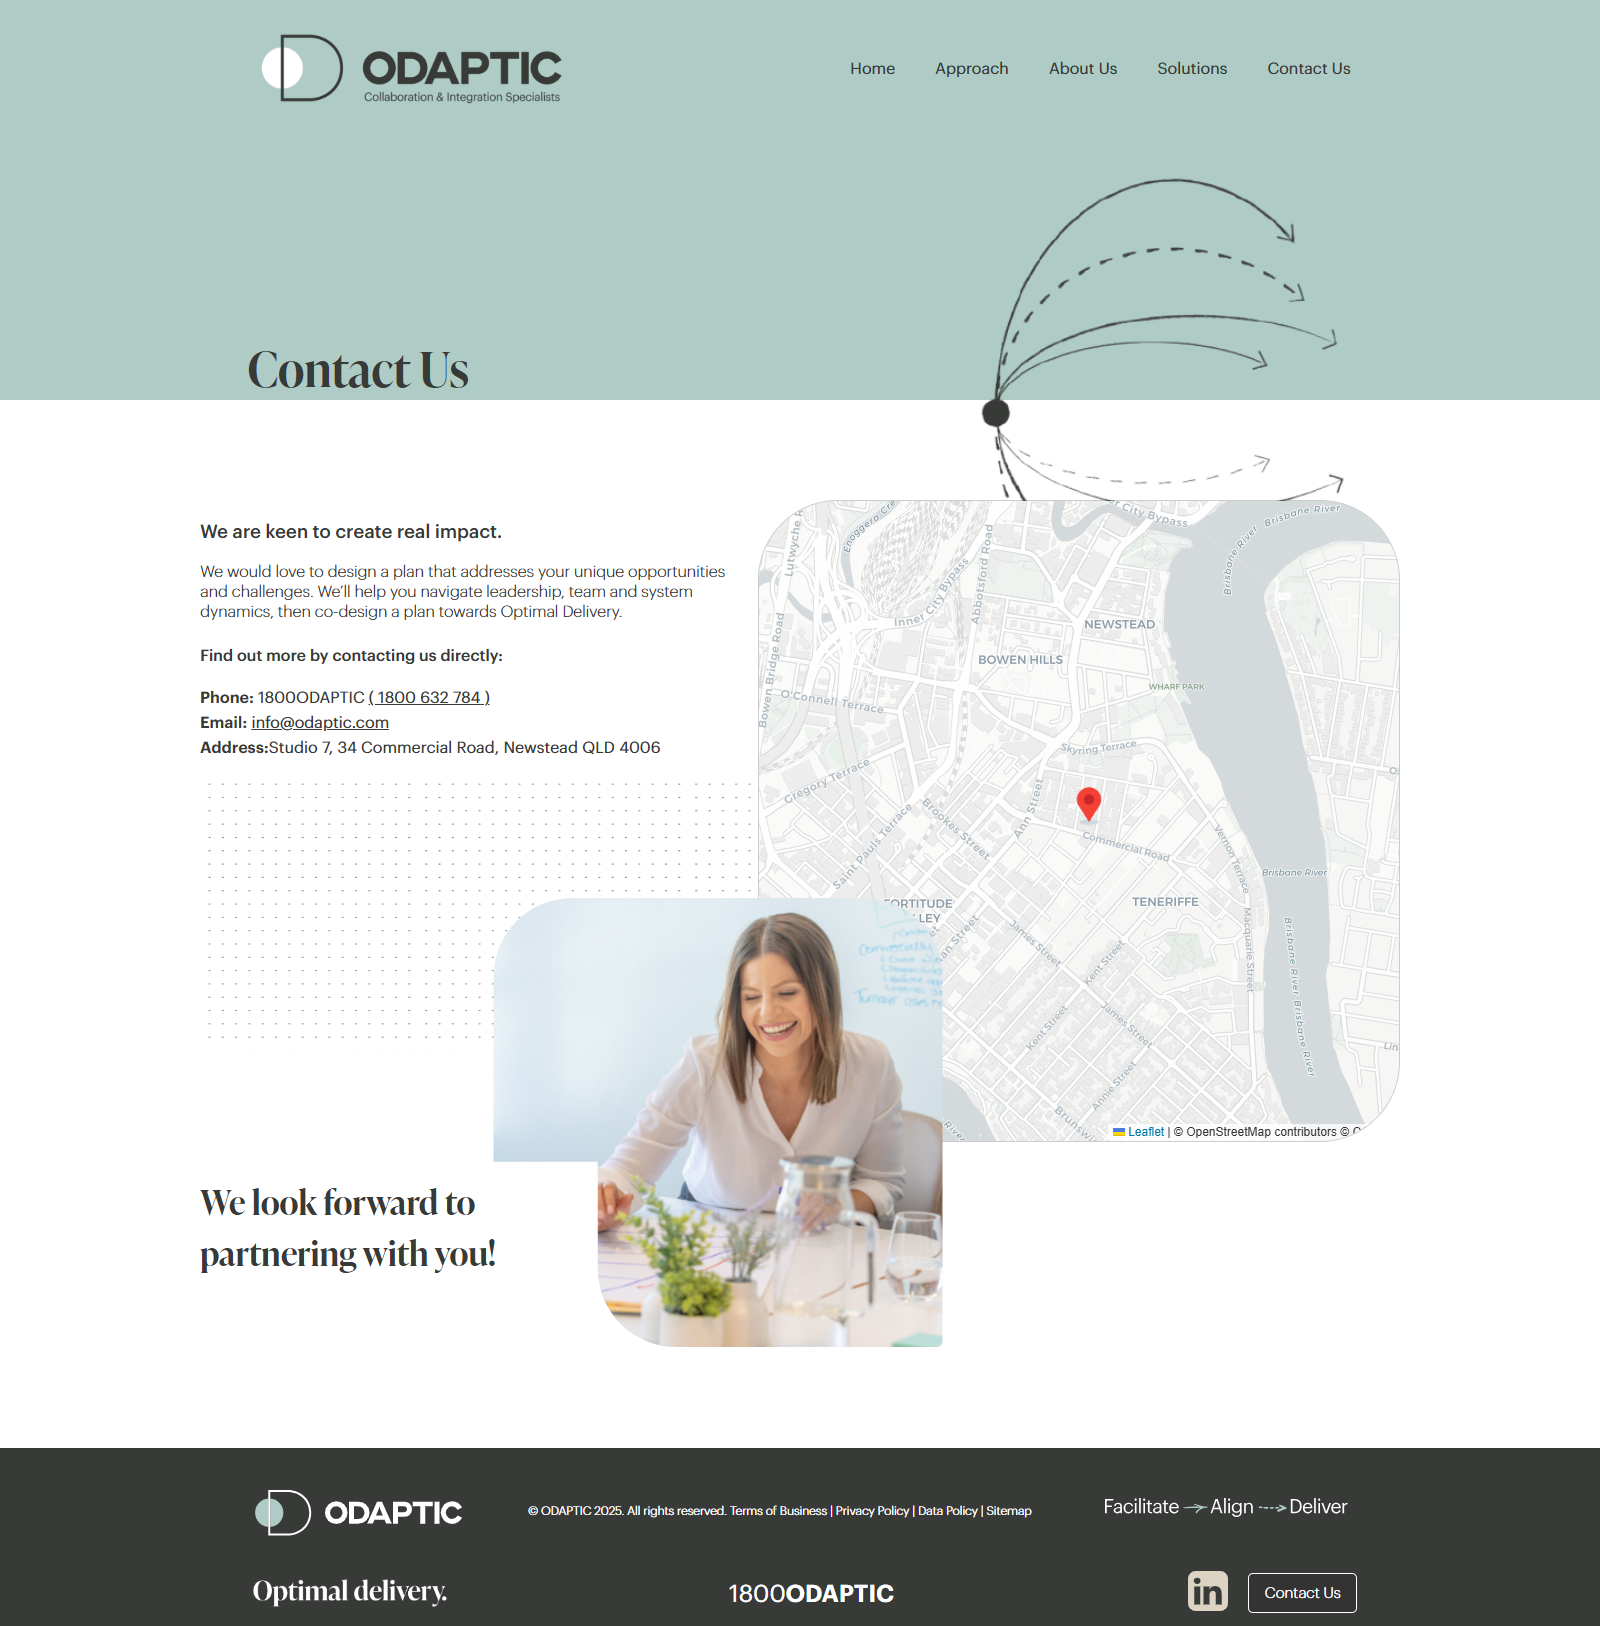 ODAPTIC
Collaboration & Integration Specialists
Home
Approach
About Us
Solutions
Contact Us
Contact Us
We are keen to create real impact.
We would love to design a plan that addresses your unique opportunities
and challenges. We'll help you navigate leadership, team and system
dynamics, then co-design a plan towards Optimal Delivery.
Find out more by contacting us directly:
Phone: 1800ODAPTIC ( 1800 632 784 )
Email: info@odaptic.com
Address:Studio 7, 34 Commercial Road, Newstead QLD 4006
Lutwyche R
Enoggera Cre
Abbotsford Road
Inner City Bypass
r City Bypass
Brisbane River
Brisbane River
NEWSTEAD
BOWEN HILLS
WHARF PARK
Bowen Bridge Road
O'Connell Terrace
Skyring Terrace
Gregory Terrace
Brookes Street
Ann Street
Saint Pauls Terrace
Commercial Road
Vernon Terrace
Brisbane River
TENERIFFE
FORTITUDE
LLEY
Macquarie Street
James Street
Kent Street
Kent Street
James Street
Annie Street
Brunswi
Brisbane River
Brisbane River
Lin
River
Commercially
Turnover
Leaflet | © OpenStreetMap contributors © C
We look forward to
partnering with you!
ODAPTIC
© ODAPTIC 2025. All rights reserved. Terms of Business | Privacy Policy | Data Policy | Sitemap
Facilitate Align Deliver
Optimal delivery.
1800ODAPTIC
in
Contact Us